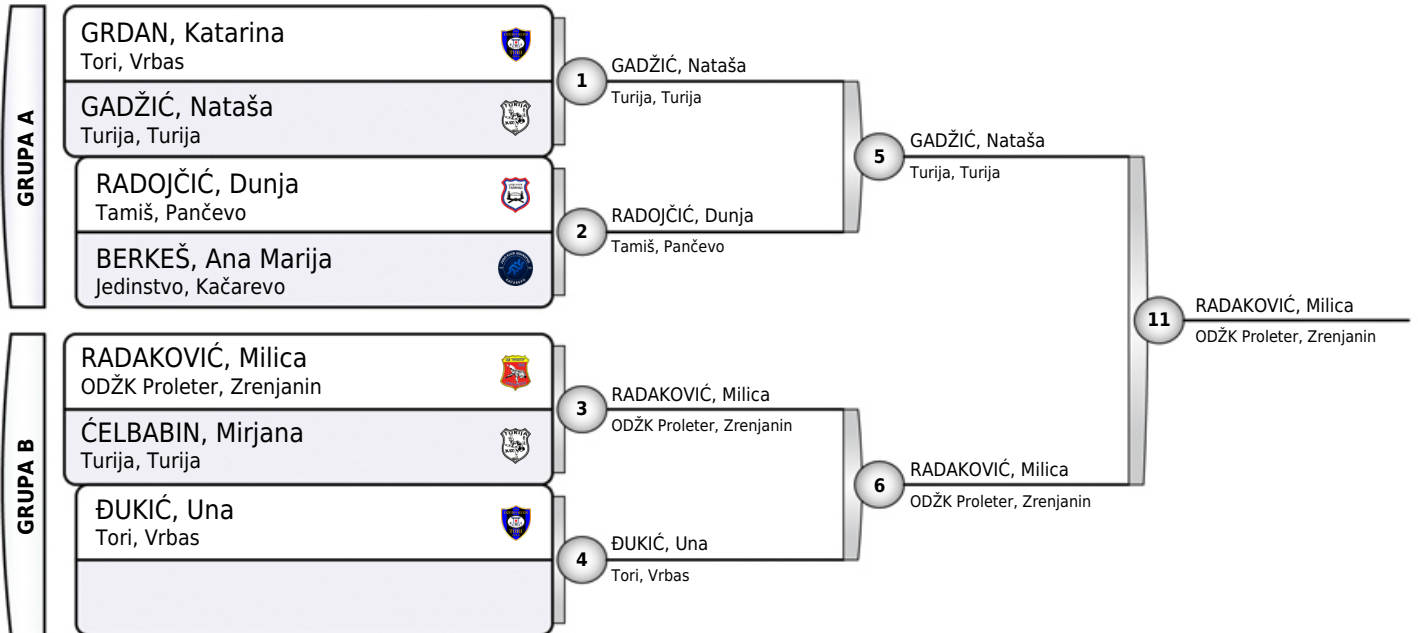 GRUPA A
GRDAN, Katarina
Tori, Vrbas
GADŽIĆ, Nataša
Turija, Turija
RADOJČIĆ, Dunja
Tamiš, Pančevo
BERKEŠ, Ana Marija
Jedinstvo, Kačarevo
GRUPA B
RADAKOVIĆ, Milica
ODŽK Proleter, Zrenjanin
ĆELBABIN, Mirjana
Turija, Turija
ĐUKIĆ, Una
Tori, Vrbas
1
GADŽIĆ, Nataša
Turija, Turija
2
RADOJČIĆ, Dunja
Tamiš, Pančevo
3
RADAKOVIĆ, Milica
ODŽK Proleter, Zrenjanin
4
ĐUKIĆ, Una
Tori, Vrbas
5
GADŽIĆ, Nataša
Turija, Turija
6
RADAKOVIĆ, Milica
ODŽK Proleter, Zrenjanin
11
RADAKOVIĆ, Milica
ODŽK Proleter, Zrenjanin